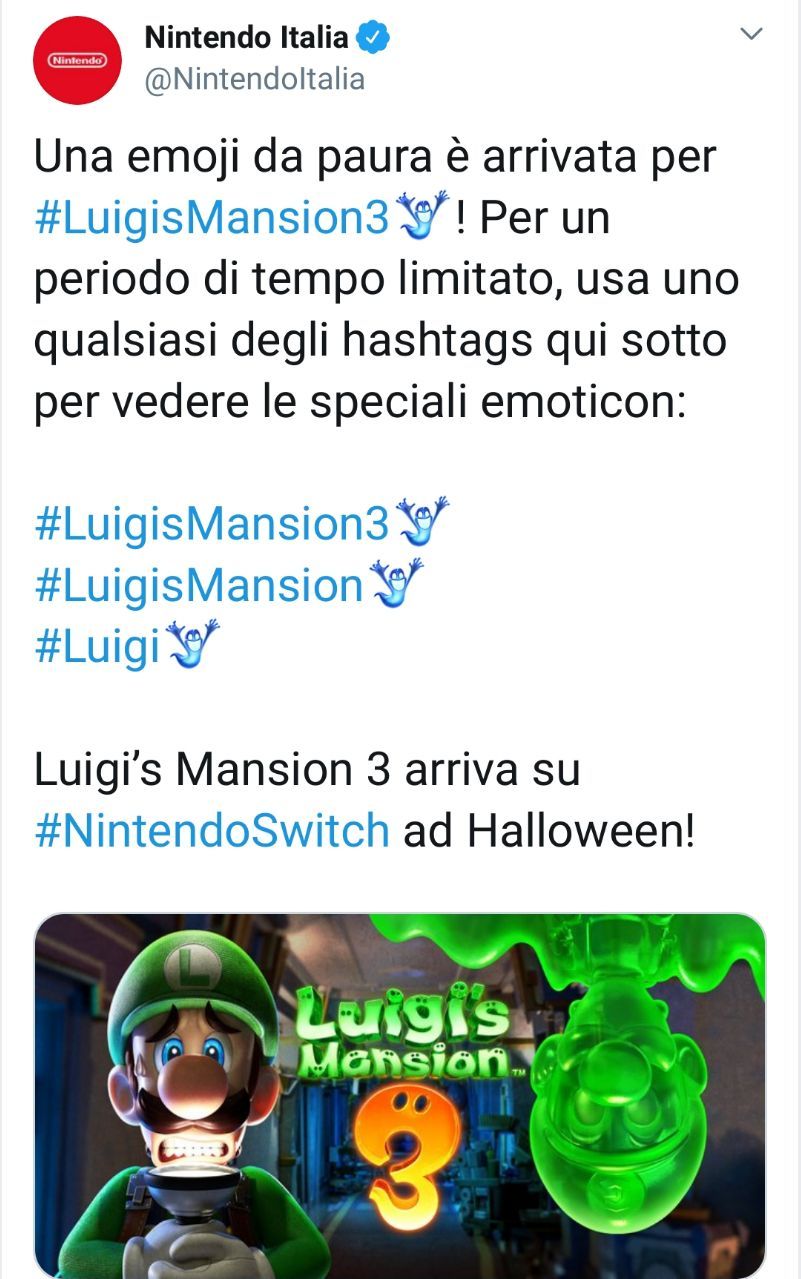 Nintendo
Nintendo Italia
@NintendoItalia
Una emoji da paura è arrivata per
#LuigisMansion3! Per un
periodo di tempo limitato, usa uno
qualsiasi degli hashtags qui sotto
per vedere le speciali emoticon:
#LuigisMansion3
#LuigisMansion
#Luigi
Luigi’s Mansion 3 arriva su
#NintendoSwitch ad Halloween!
L
Luigi's
Mansion™
3